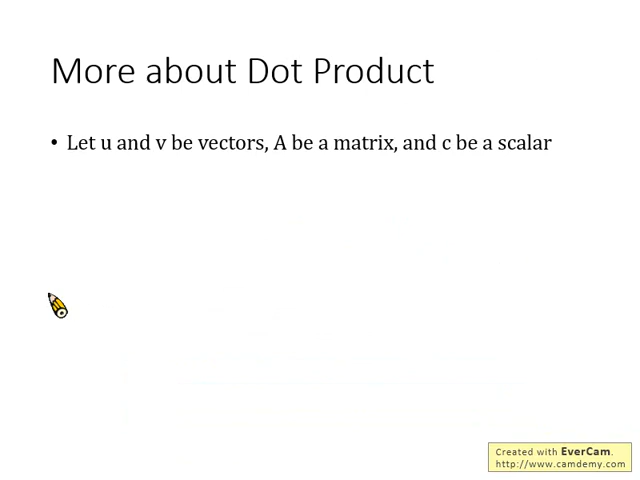 More about Dot Product
• Let u and v be vectors, A be a matrix, and c be a scalar
Created with EverCam.
http://www.camdemy.com